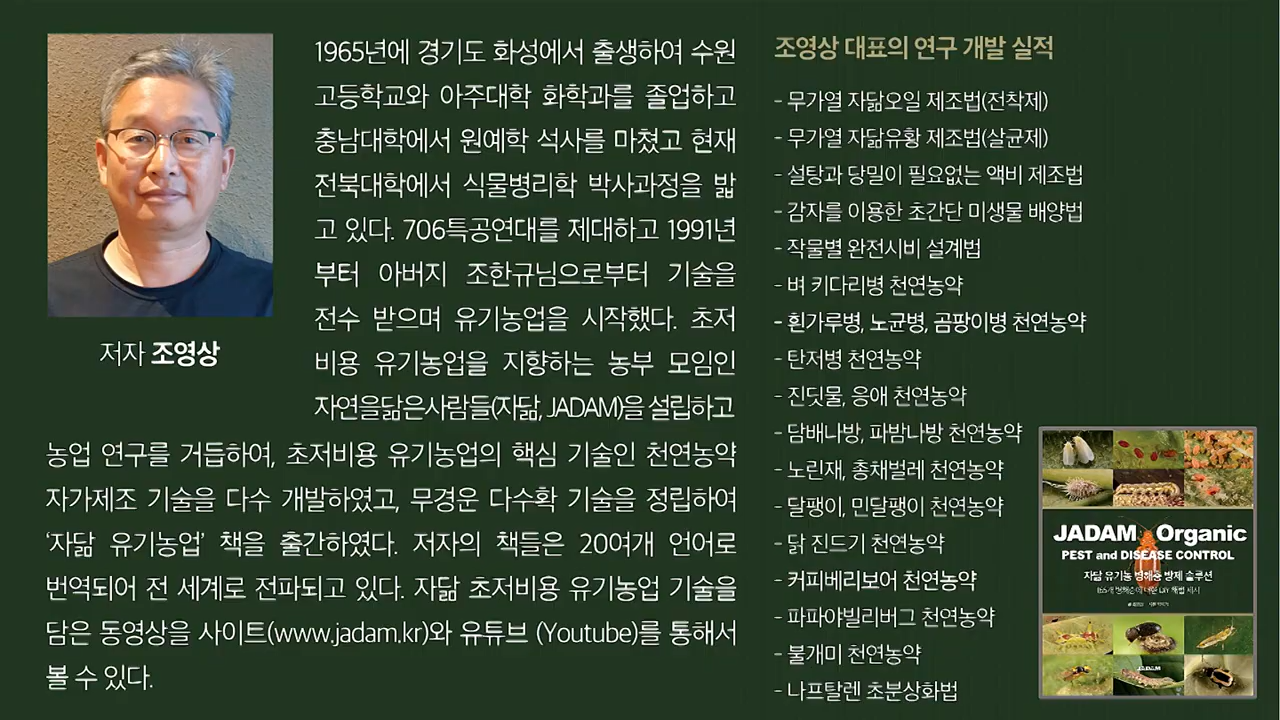 1965년에 경기도 화성에서 출생하여 수원
고등학교와 아주대학 화학과를 졸업하고
충남대학에서 원예학 석사를 마쳤고 현재
전북대학에서 식물병리학 박사과정을 밟
고 있다. 706특공연대를 제대하고 1991년
부터 아버지 조한규님으로부터 기술을
전수 받으며 유기농업을 시작했다. 초저
비용 유기농업을 지향하는 농부 모임인
자연을닮은사람들(자닮, JADAM)을 설립하고
농업 연구를 거듭하여, 초저비용 유기농업의 핵심 기술인 천연농약
자가제조 기술을 다수 개발하였고, 무경운 다수확 기술을 정립하여
‘자닮 유기농업’ 책을 출간하였다. 저자의 책들은 20여개 언어로
번역되어 전 세계로 전파되고 있다. 자닮 초저비용 유기농업 기술을
담은 동영상을 사이트(www.jadam.kr)와 유튜브 (Youtube)를 통해서
볼 수 있다.
저자 조영상
조영상 대표의 연구 개발 실적
- 무가열 자닮오일 제조법(전착제)
- 무가열 자닮유황 제조법(살균제)
- 설탕과 당밀이 필요없는 액비 제조법
- 감자를 이용한 초간단 미생물 배양법
- 작물별 완전시비 설계법
- 벼 키다리병 천연농약
- 흰가루병, 노균병, 곰팡이병 천연농약
- 탄저병 천연농약
- 진딧물, 응애 천연농약
- 담배나방, 파밤나방 천연농약
- 노린재, 총채벌레 천연농약
- 달팽이, 민달팽이 천연농약
- 닭 진드기 천연농약
- 커피베리보어 천연농약
- 파파야밀리버그 천연농약
- 불개미 천연농약
- 나프탈렌 초분상화법
JADAM Organic
PEST and DISEASE CONTROL
자닮 유기농 병해충 방제 솔루션
JADAM